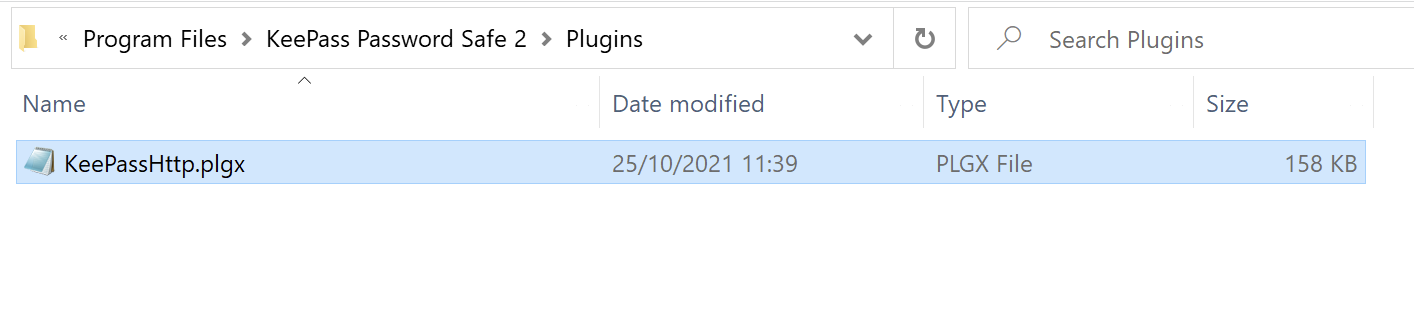 « Program Files > KeePass Password Safe 2 > Plugins Search Plugins
Name Date modified Type Size
KeePassHttp.plgx 25/10/2021 11:39 PLGX File 158 KB